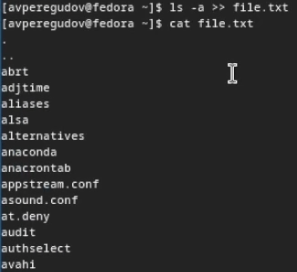 [avperegudov@fedora ~]$ ls -a >> file.txt
[avperegudov@fedora ~]$ cat file.txt
.
..
abrt
adjtime
aliases
alsa
alternatives
anaconda
anacrontab
appstream.conf
asound.conf
at.deny
audit
authselect
avahi